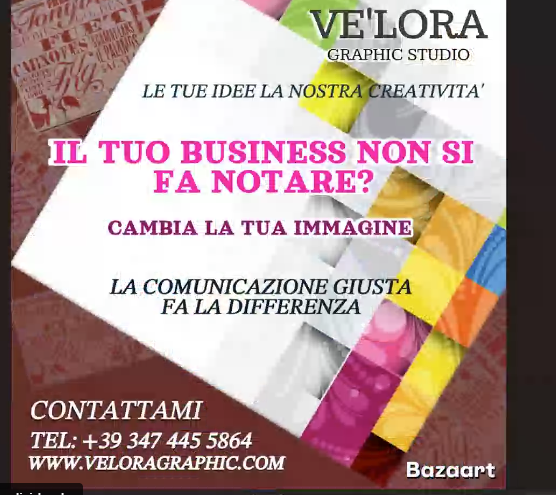 VE'LORA
GRAPHIC STUDIO
LE TUE IDEE LA NOSTRA CREATIVITA'
IL TUO BUSINESS NON SI
FA NOTARE?
CAMBIA LA TUA IMMAGINE
LA COMUNICAZIONE GIUSTA
FA LA DIFFERENZA
CONTATTAMI
TEL: +39 347 445 5864
WWW.VELORAGRAPHIC.COM
Bazaart